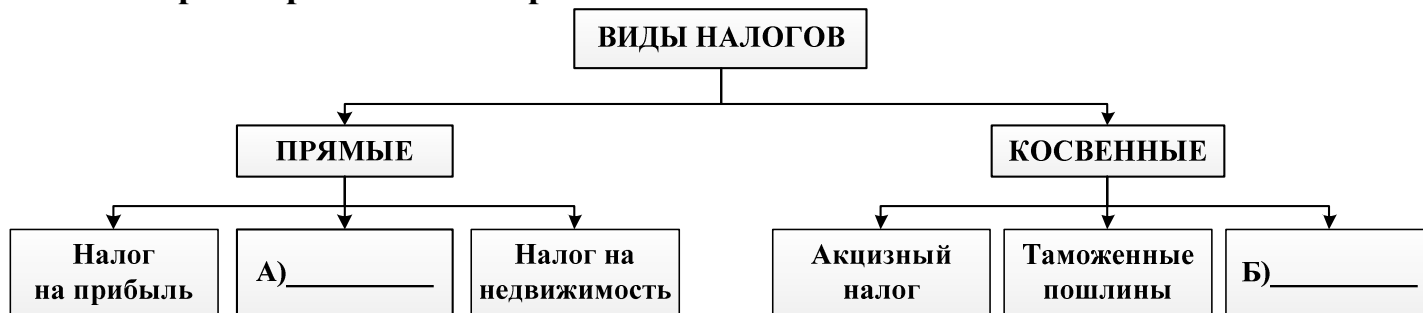 ВИДЫ НАЛОГОВ
ПРЯМЫЕ
КОСВЕННЫЕ
Налог
на прибыль
А)__________
Налог на
недвижимость
Акцизный
налог
Таможенные
пошлины
Б)__________